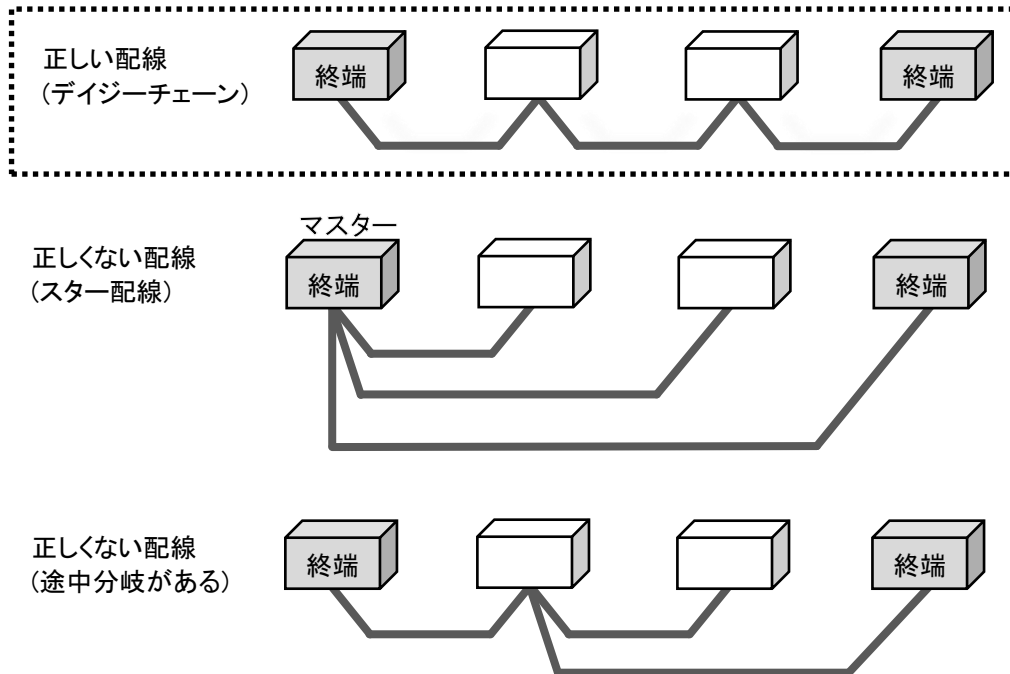 正しい配線
(デイジーチェーン)
終端
終端
マスター
正しくない配線
(スター配線)
終端
終端
正しくない配線
(途中分岐がある)
終端
終端